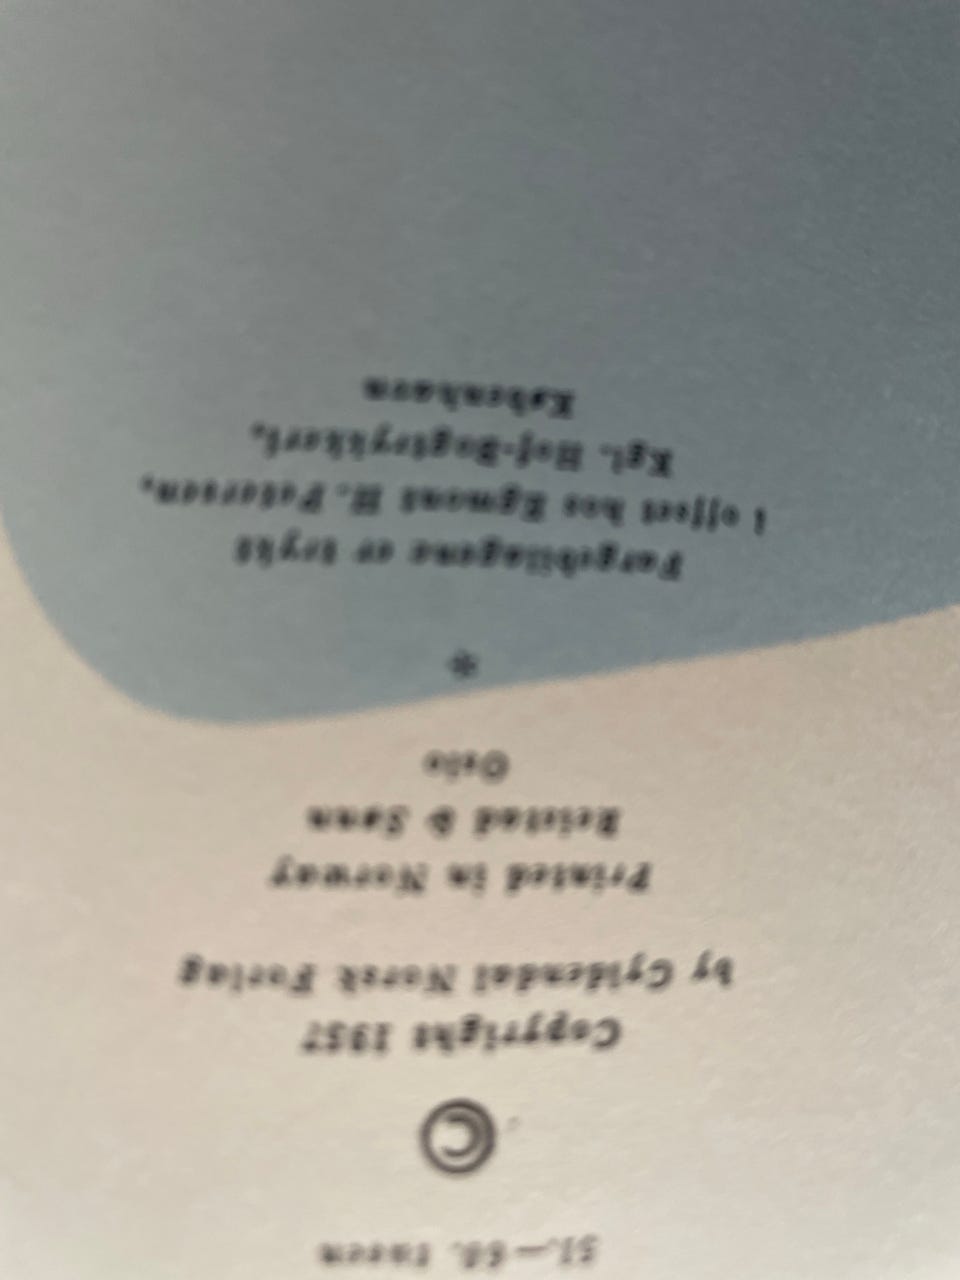 51.—60. tusen
©
Copyright 1957
by Gyldendal Norsk Forlag
Printed in Norway
Reistad & Sønn
Oslo
*
Fargebilagene er trykt
i offset hos Egmont H. Petersen,
Kgl. Hof-Bogtrykkeri,
København